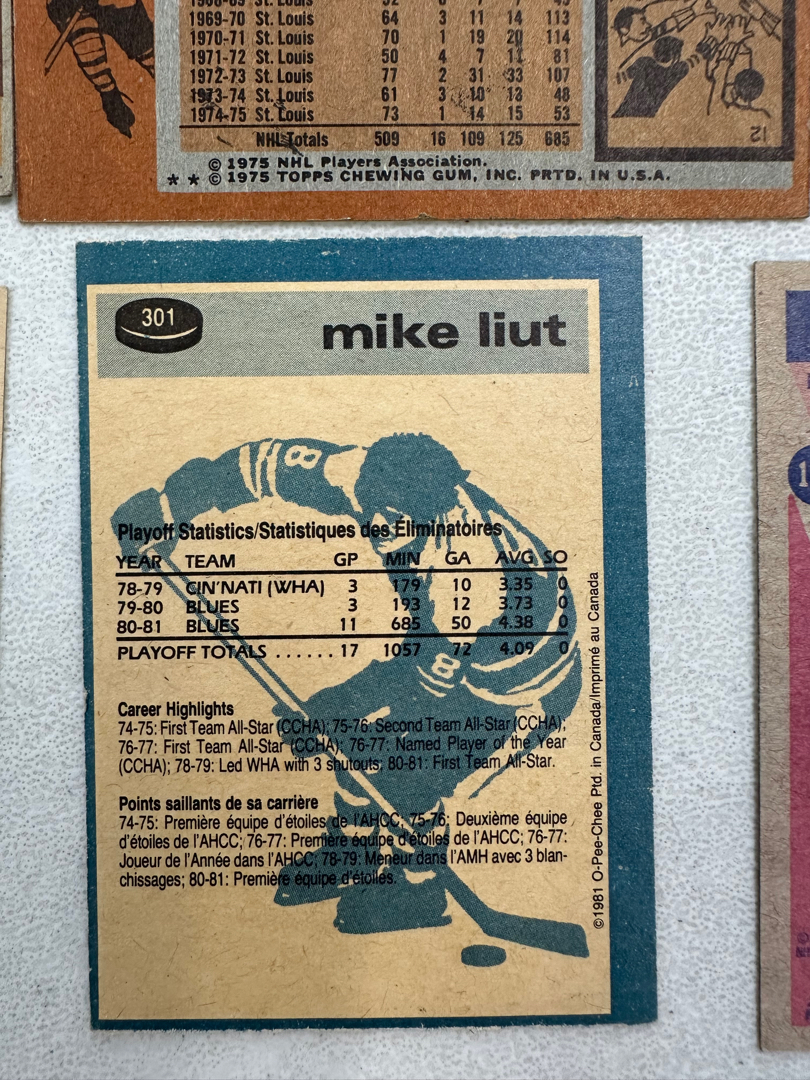 1969-70 St. Louis 64 3 11 14 113
1970-71 St. Louis 70 1 19 20 114
1971-72 St. Louis 50 4 7 11 81
1972-73 St. Louis 77 2 31 33 107
1973-74 St. Louis 61 3 10 13 48
1974-75 St. Louis 73 1 14 15 53
NHL Totals 509 16 109 125 685
© 1975 NHL Players Association.
* * © 1975 TOPPS CHEWING GUM, INC. PRTD. IN U.S.A.
12
301
mike liut
8
Playoff Statistics/Statistiques des Éliminatoires
YEAR TEAM GP MIN GA AVG SO
78-79 CIN'NATI (WHA) 3 179 10 3.35 0
79-80 BLUES 3 193 12 3.73 0
80-81 BLUES 11 685 50 4.38 0
PLAYOFF TOTALS ...... 17 1057 72 4.09 0
8
Career Highlights
74-75: First Team All-Star (CCHA); 75-76: Second Team All-Star (CCHA);
76-77: First Team All-Star (CCHA); 76-77: Named Player of the Year
(CCHA); 78-79: Led WHA with 3 shutouts; 80-81: First Team All-Star.
Points saillants de sa carrière
74-75: Première équipe d'étoiles de l'AHCC; 75-76: Deuxième équipe
d'étoiles de l'AHCC; 76-77: Première équipe d'étoiles de l'AHCC; 76-77:
Joueur de l'Année dans l'AHCC; 78-79: Meneur dans l'AMH avec 3 blan-
chissages; 80-81: Première équipe d'étoiles.
©1981 O-Pee-Chee Ptd. in Canada/Imprimé au Canada